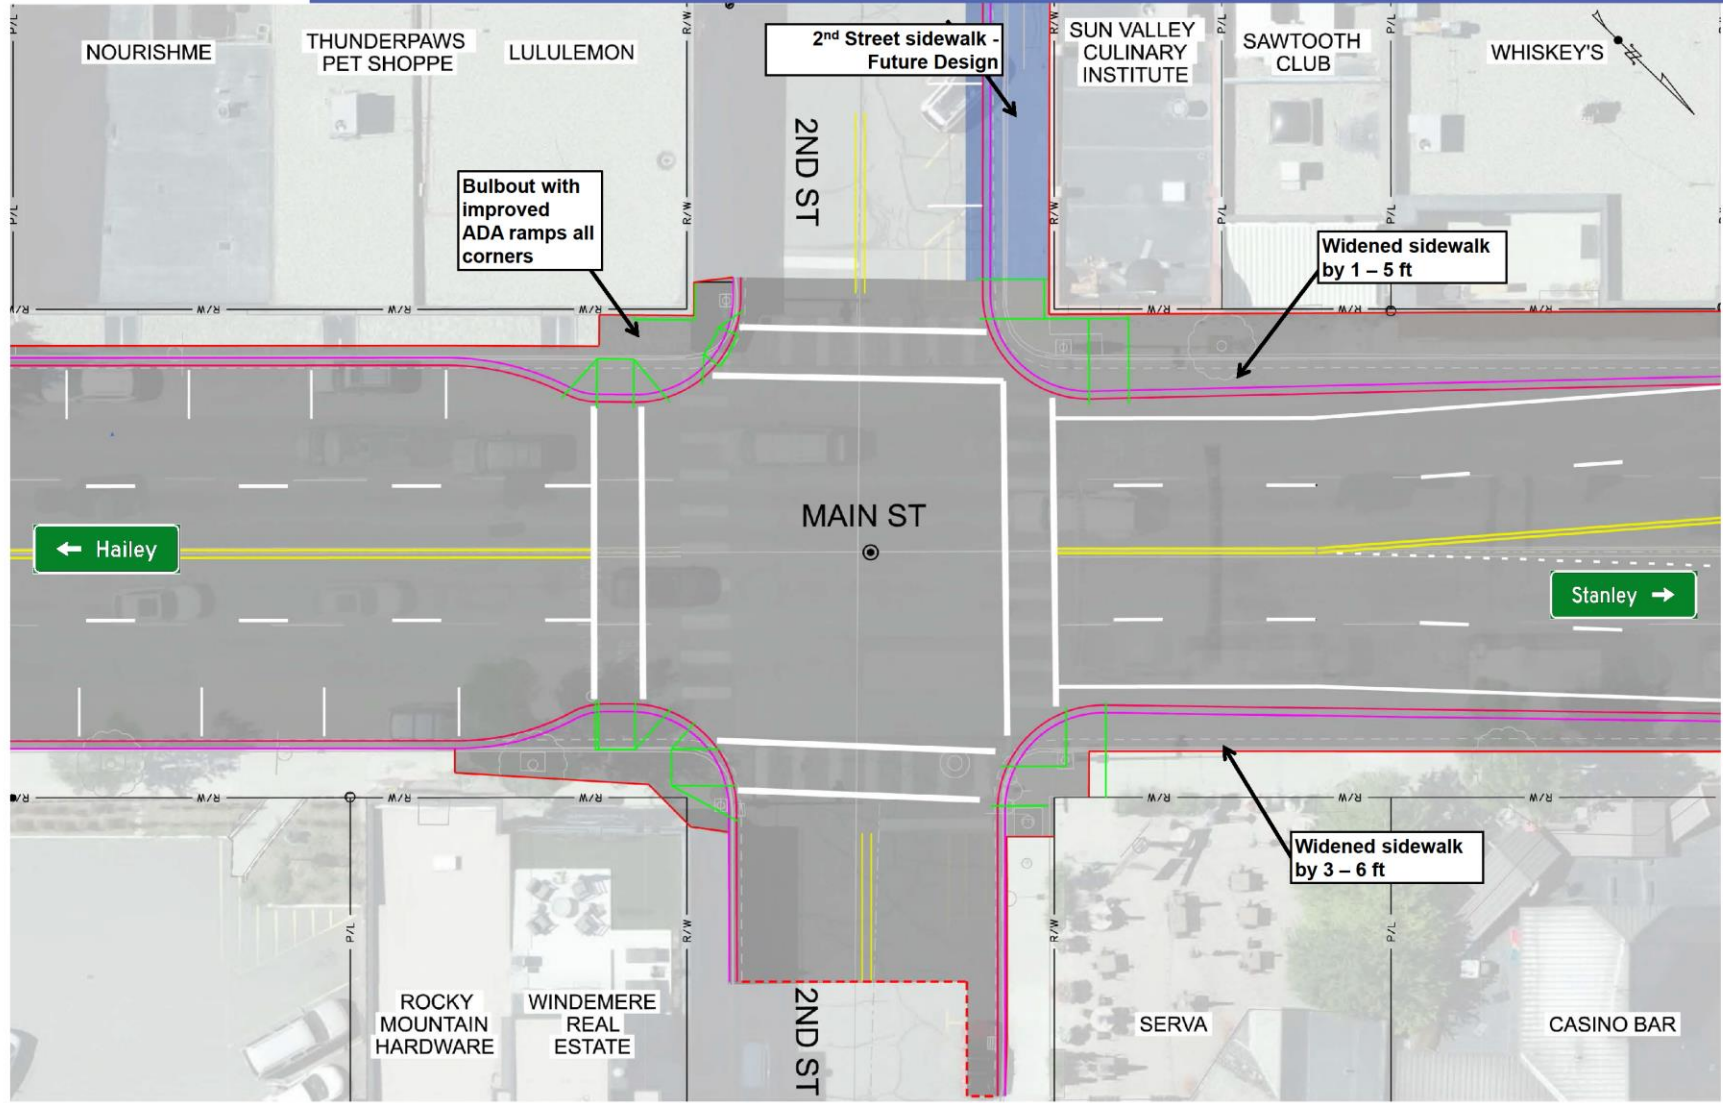 NOURISHME
THUNDERPAWS
PET SHOPPE
LULULEMON
2nd Street sidewalk -
Future Design
SUN VALLEY
CULINARY
INSTITUTE
SAWTOOTH
CLUB
WHISKEY'S
P/L
R/W
R/W
P/L
P/L
N
2ND ST
Bulbout with
improved
ADA ramps all
corners
Widened sidewalk
by 1 – 5 ft
P/L
R/W
R/W
P/L
P/L
R/W
R/W
R/W
R/W
R/W
R/W
R/W
MAIN ST
← Hailey
Stanley →
R/W
R/W
R/W
R/W
R/W
R/W
R/W
Widened sidewalk
by 3 – 6 ft
P/L
R/W
R/W
P/L
ROCKY
MOUNTAIN
HARDWARE
WINDEMERE
REAL
ESTATE
2ND ST
SERVA
CASINO BAR